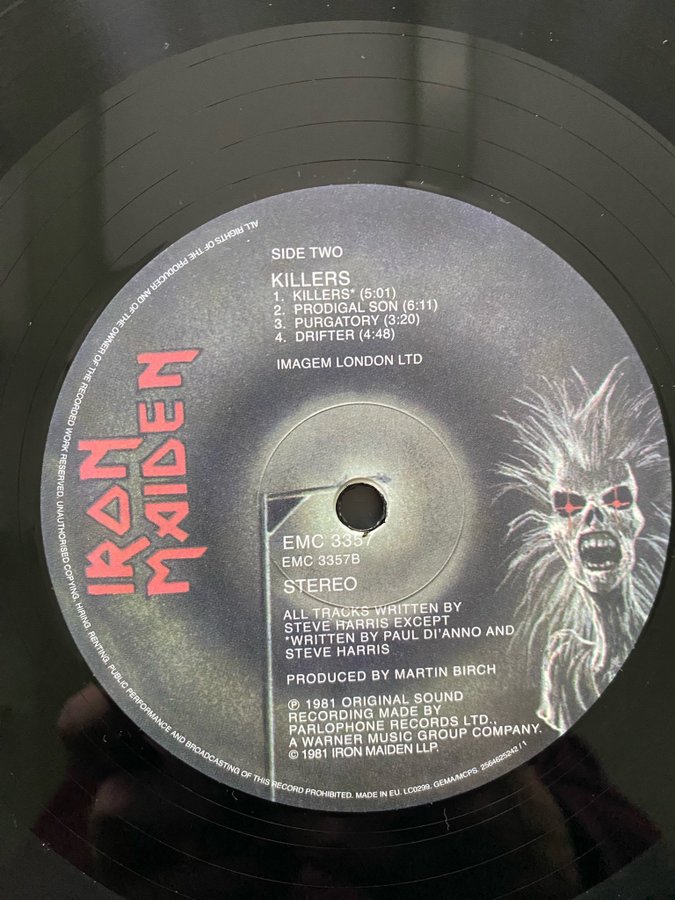 SIDE TWO
KILLERS
1. KILLERS* (5:01)
2. PRODIGAL SON (6:11)
3. PURGATORY (3:20)
4. DRIFTER (4:48)
IMAGEM LONDON LTD
IRON
MAIDEN
EMC 3357
EMC 3357B
STEREO
ALL TRACKS WRITTEN BY
STEVE HARRIS EXCEPT
*WRITTEN BY PAUL DI'ANNO AND
STEVE HARRIS
PRODUCED BY MARTIN BIRCH
℗ 1981 ORIGINAL SOUND
RECORDING MADE BY
PARLOPHONE RECORDS LTD.,
A WARNER MUSIC GROUP COMPANY.
© 1981 IRON MAIDEN LLP.
ALL RIGHTS OF THE PRODUCER AND OF THE OWNER OF THE RECORDED WORK RESERVED. UNAUTHORISED COPYING, HIRING, RENTING, PUBLIC PERFORMANCE AND BROADCASTING OF THIS RECORD PROHIBITED. MADE IN EU. LC0299. GEMA/MCPS. 2564625242 / 1